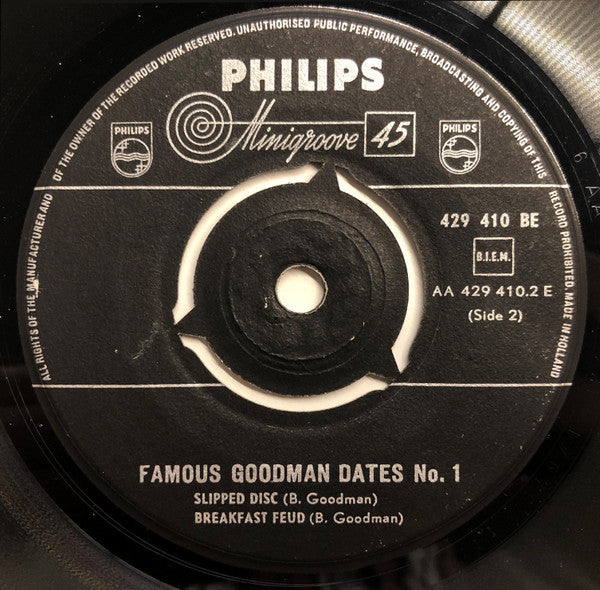 ALL RIGHTS OF THE MANUFACTURER AND OF THE OWNER OF THE RECORDED WORK RESERVED. UNAUTHORISED PUBLIC PERFORMANCE, BROADCASTING AND COPYING OF THIS RECORD PROHIBITED. MADE IN HOLLAND
PHILIPS
Minigroove 45
PHILIPS
PHILIPS
429 410 BE
B.I.E.M.
AA 429 410.2 E
(Side 2)
FAMOUS GOODMAN DATES No. 1
SLIPPED DISC (B. Goodman)
BREAKFAST FEUD (B. Goodman)